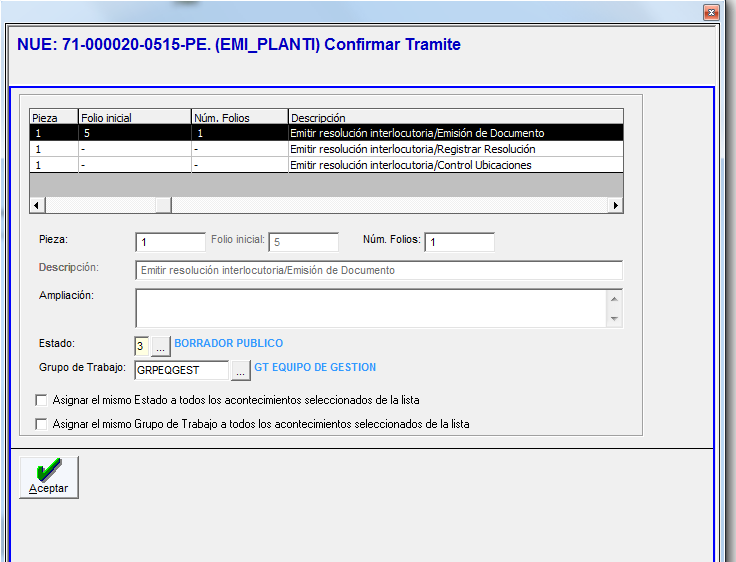 NUE: 71-000020-0515-PE. (EMI_PLANTI) Confirmar Tramite
Pieza Folio inicial Núm. Folios Descripción
1 5 1 Emitir resolución interlocutoria/Emisión de Documento
1 - - Emitir resolución interlocutoria/Registrar Resolución
1 - - Emitir resolución interlocutoria/Control Ubicaciones
Pieza: 1 Folio inicial: 5 Núm. Folios: 1
Descripción: Emitir resolución interlocutoria/Emisión de Documento
Ampliación:
Estado: 3 ... BORRADOR PUBLICO
Grupo de Trabajo: GRPEQGEST ... GT EQUIPO DE GESTION
Asignar el mismo Estado a todos los acontecimientos seleccionados de la lista
Asignar el mismo Grupo de Trabajo a todos los acontecimientos seleccionados de la lista
Aceptar